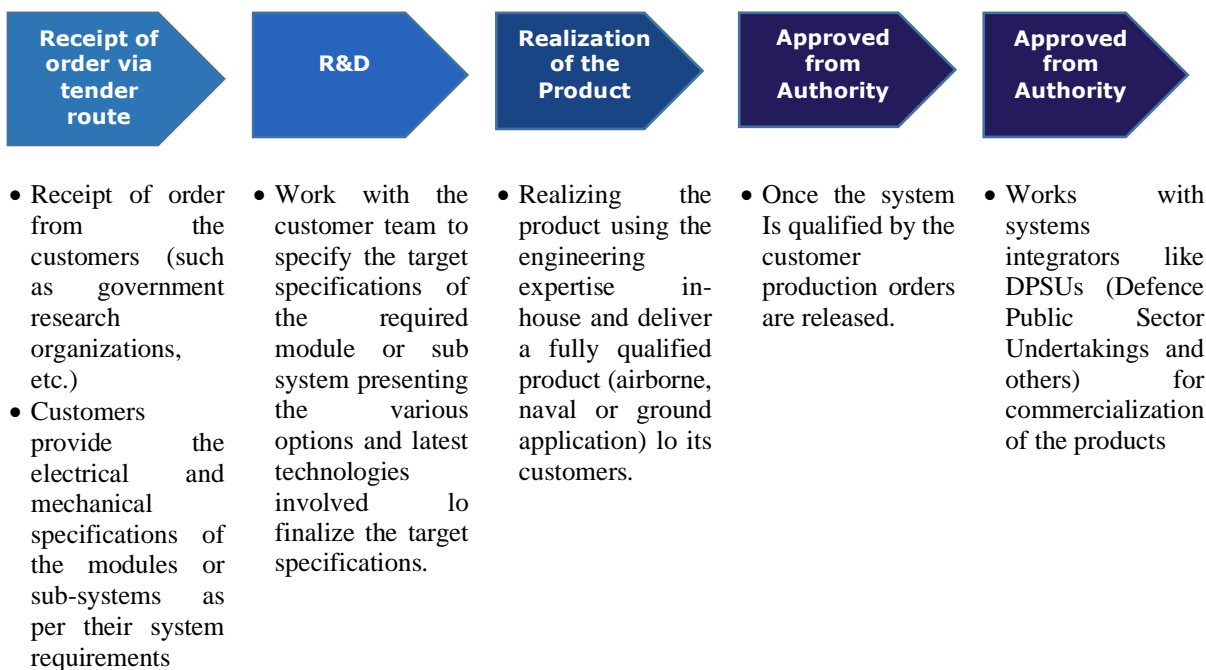 Receipt of
order via
tender
route
R&D
Realization
of the
Product
Approved
from
Authority
Approved
from
Authority
• Receipt of order
from the
customers (such
as government
research
organizations,
etc.)
• Customers
provide the
electrical and
mechanical
specifications of
the modules or
sub-systems as
per their system
requirements
• Work with the
customer team to
specify the target
specifications of
the required
module or sub
system presenting
the various
options and latest
technologies
involved lo
finalize the target
specifications.
• Realizing the
product using the
engineering
expertise in-
house and deliver
a fully qualified
product (airborne,
naval or ground
application) lo its
customers.
• Once the system
Is qualified by the
customer
production orders
are released.
• Works with
systems
integrators like
DPSUs (Defence
Public Sector
Undertakings and
others) for
commercialization
of the products